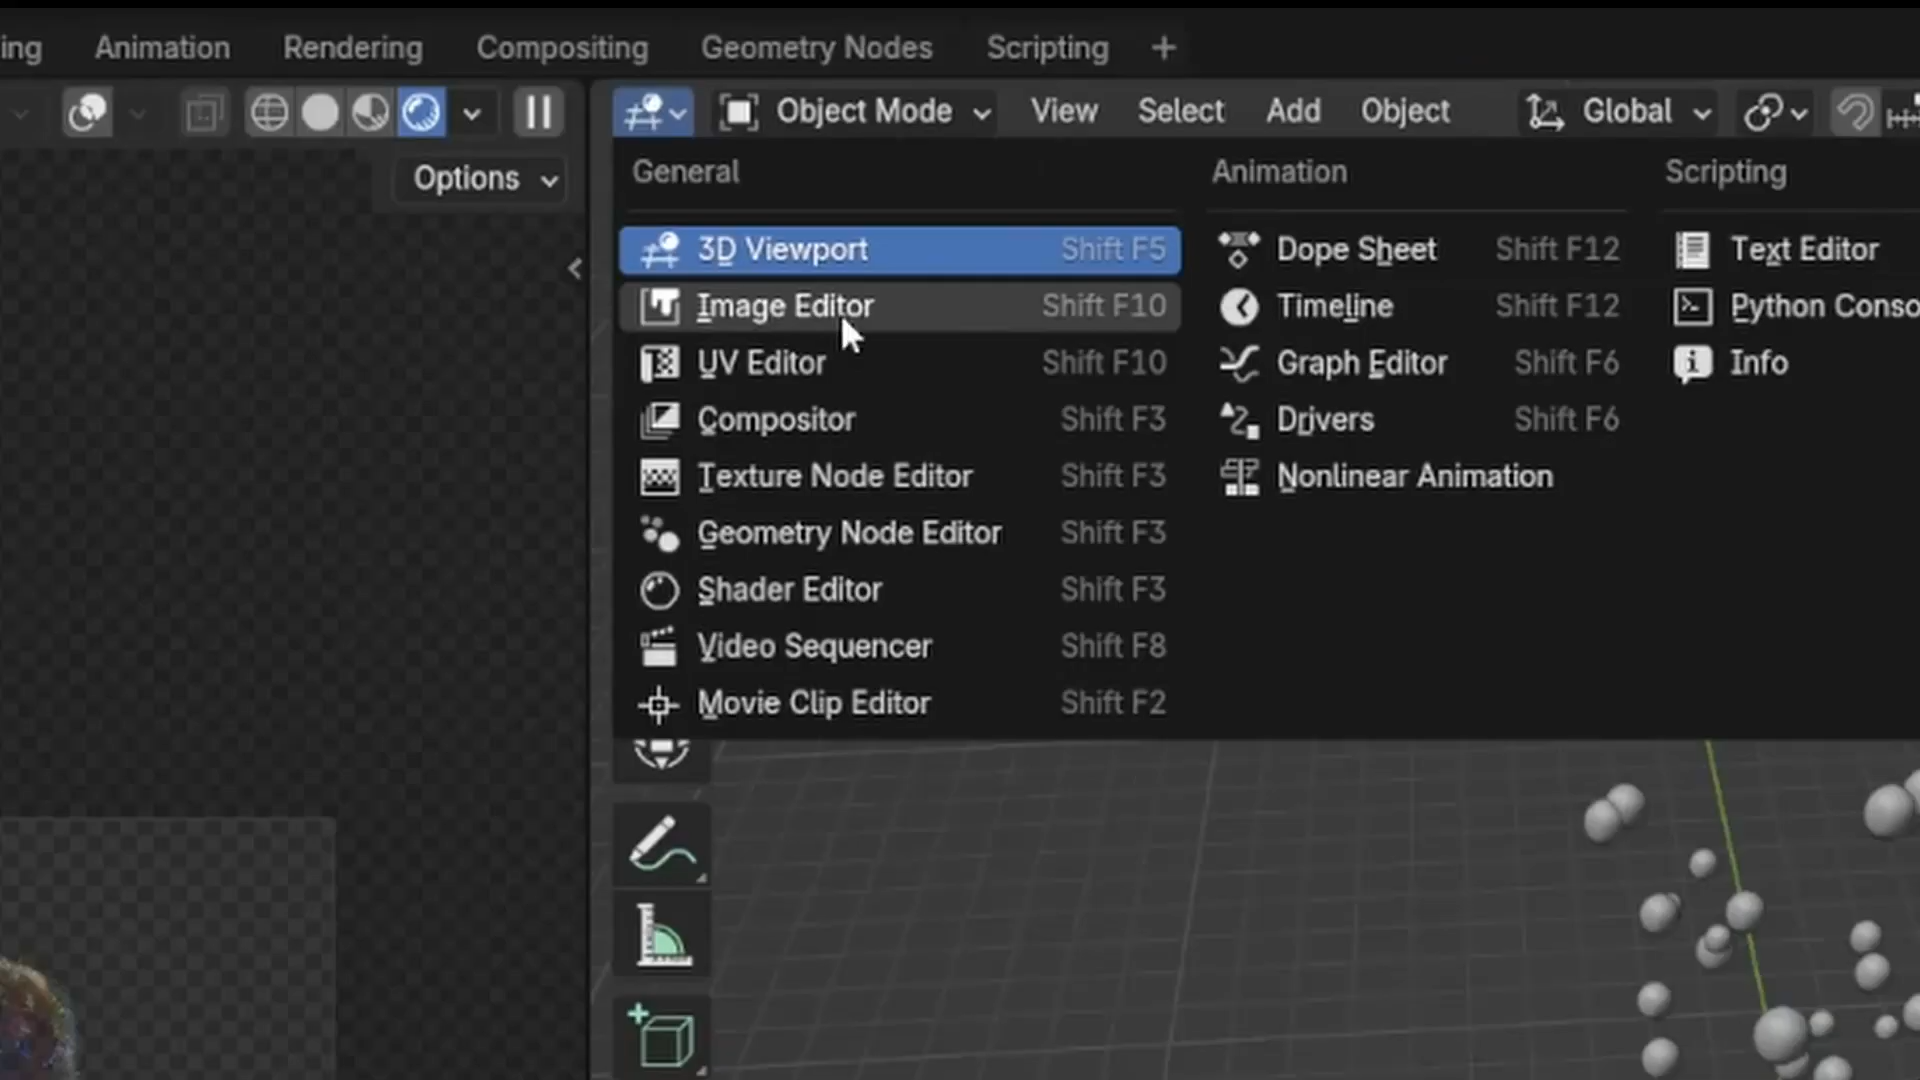 ing Animation Rendering Compositing Geometry Nodes Scripting +
Object Mode View Select Add Object Global
Options
General
3D Viewport Shift F5
Image Editor Shift F10
UV Editor Shift F10
Compositor Shift F3
Texture Node Editor Shift F3
Geometry Node Editor Shift F3
Shader Editor Shift F3
Video Sequencer Shift F8
Movie Clip Editor Shift F2
Animation
Dope Sheet Shift F12
Timeline Shift F12
Graph Editor Shift F6
Drivers Shift F6
Nonlinear Animation
Scripting
Text Editor
Python Conso
Info